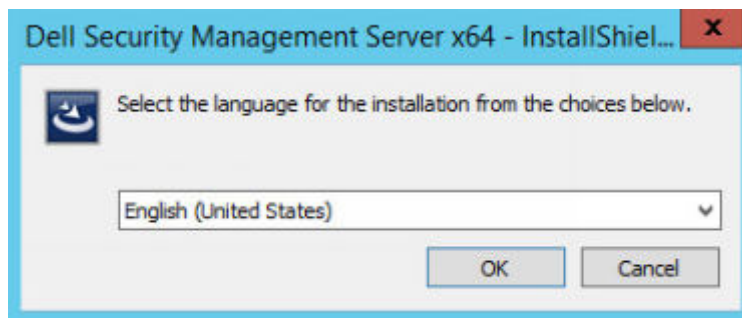 Dell Security Management Server x64 - InstallShiel...
x
Select the language for the installation from the choices below.
English (United States)
OK Cancel